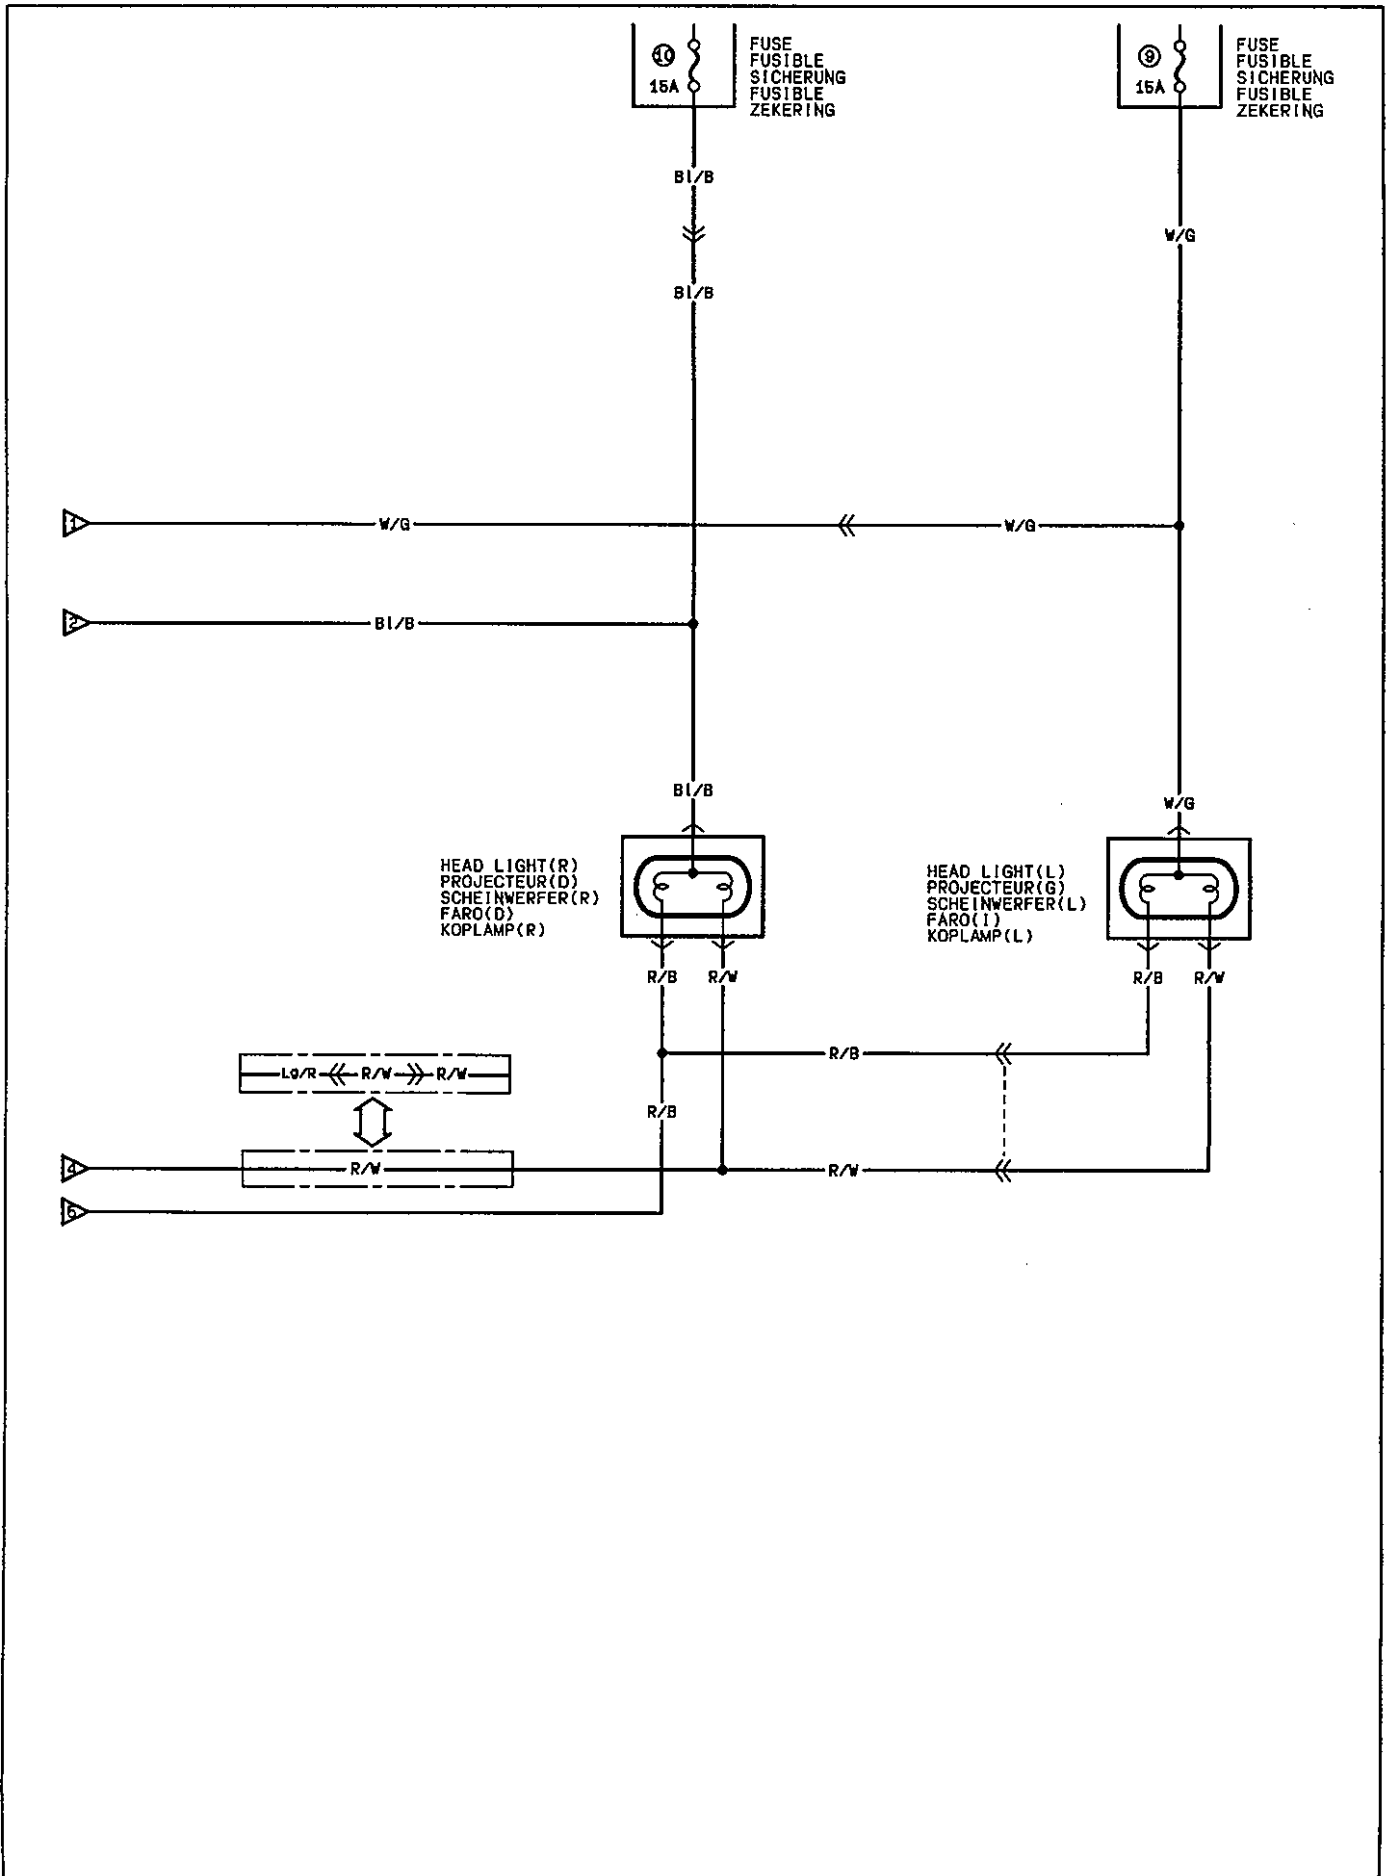 10
15A
FUSE
FUSIBLE
SICHERUNG
FUSIBLE
ZEKERING
9
15A
FUSE
FUSIBLE
SICHERUNG
FUSIBLE
ZEKERING
Bl/B
W/G
Bl/B
1
W/G
W/G
2
Bl/B
Bl/B
W/G
HEAD LIGHT(R)
PROJECTEUR(D)
SCHEINWERFER(R)
FARO(D)
KOPLAMP(R)
HEAD LIGHT(L)
PROJECTEUR(G)
SCHEINWERFER(L)
FARO(I)
KOPLAMP(L)
R/B
R/W
R/B
R/W
R/B
Lg/R
R/W
R/W
R/B
4
R/W
R/W
5